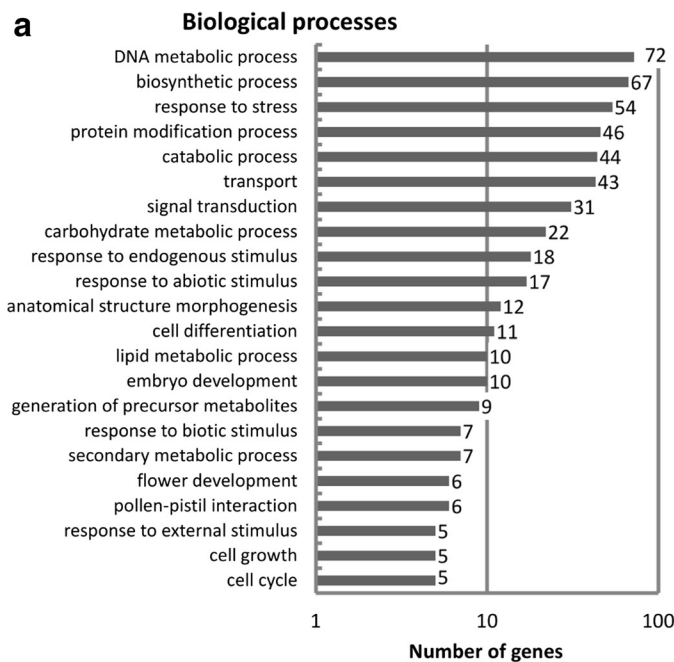 a
Biological processes
DNA metabolic process 72
biosynthetic process 67
response to stress 54
protein modification process 46
catabolic process 44
transport 43
signal transduction 31
carbohydrate metabolic process 22
response to endogenous stimulus 18
response to abiotic stimulus 17
anatomical structure morphogenesis 12
cell differentiation 11
lipid metabolic process 10
embryo development 10
generation of precursor metabolites 9
response to biotic stimulus 7
secondary metabolic process 7
flower development 6
pollen-pistil interaction 6
response to external stimulus 5
cell growth 5
cell cycle 5
1 10 100
Number of genes